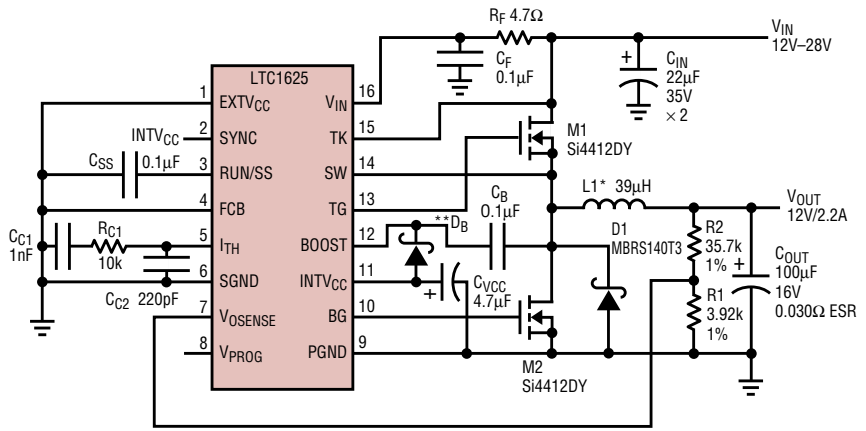 RF 4.7Ω
VIN
12V–28V
CF
0.1µF
+
CIN
22µF
35V
× 2
LTC1625
1
EXTVCC
VIN
16
INTVCC
2
SYNC
TK
15
M1
Si4412DY
CSS
0.1µF
3
RUN/SS
SW
14
4
FCB
TG
13
L1* 39µH
VOUT
12V/2.2A
CC1
1nF
RC1
10k
5
ITH
BOOST
12
**DB
CB
0.1µF
D1
MBRS140T3
R2
35.7k
1%
+
COUT
100µF
16V
0.030Ω ESR
CC2
220pF
6
SGND
INTVCC
11
+
CVCC
4.7µF
7
VOSENSE
BG
10
R1
3.92k
1%
8
VPROG
PGND
9
M2
Si4412DY